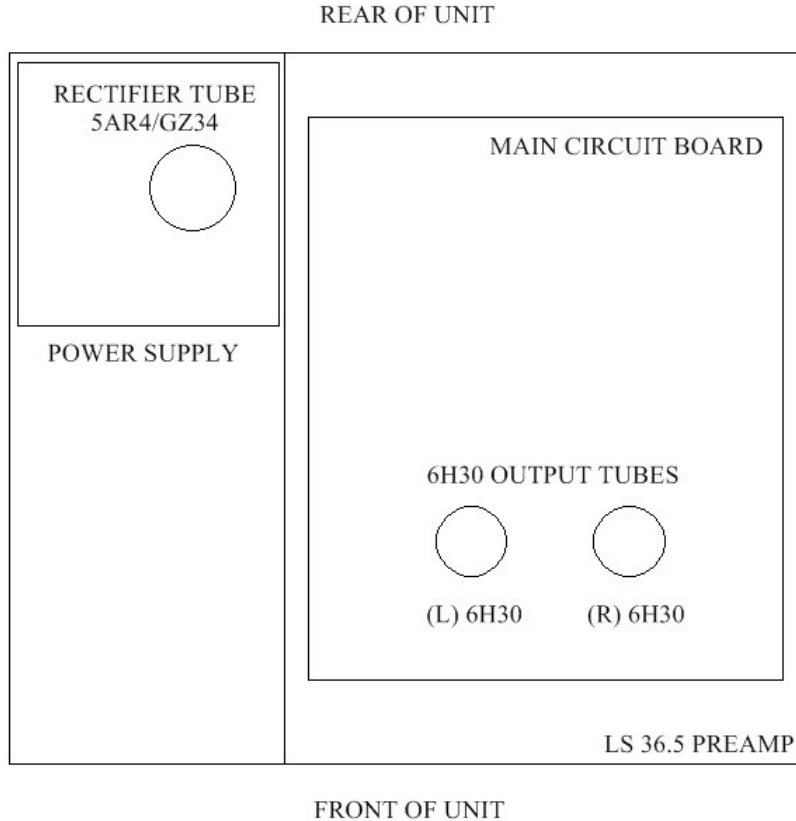 REAR OF UNIT
RECTIFIER TUBE
5AR4/GZ34
MAIN CIRCUIT BOARD
POWER SUPPLY
6H30 OUTPUT TUBES
(L) 6H30
(R) 6H30
LS 36.5 PREAMP
FRONT OF UNIT